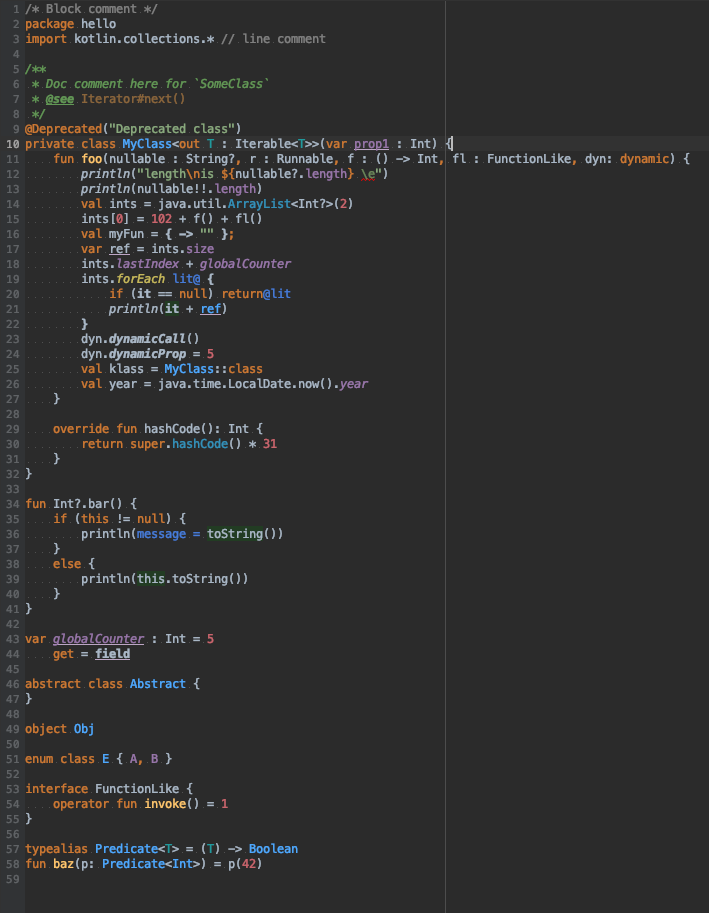 1 /* Block comment */
2 package hello
3 import kotlin.collections.* // line comment
4
5 /**
6  * Doc comment here for `SomeClass`
7  * @see Iterator#next()
8  */
9 @Deprecated("Deprecated class")
10 private class MyClass<out T : Iterable<T>>(var prop1 : Int) {
11     fun foo(nullable : String?, r : Runnable, f : () -> Int, fl : FunctionLike, dyn: dynamic) {
12         println("length\nis ${nullable?.length} \e")
13         println(nullable!!.length)
14         val ints = java.util.ArrayList<Int?>(2)
15         ints[0] = 102 + f() + fl()
16         val myFun = { -> "" };
17         var ref = ints.size
18         ints.lastIndex + globalCounter
19         ints.forEach lit@ {
20             if (it == null) return@lit
21             println(it + ref)
22         }
23         dyn.dynamicCall()
24         dyn.dynamicProp = 5
25         val klass = MyClass::class
26         val year = java.time.LocalDate.now().year
27     }
28
29     override fun hashCode(): Int {
30         return super.hashCode() * 31
31     }
32 }
33
34 fun Int?.bar() {
35     if (this != null) {
36         println(message = toString())
37     }
38     else {
39         println(this.toString())
40     }
41 }
42
43 var globalCounter : Int = 5
44     get = field
45
46 abstract class Abstract {
47 }
48
49 object Obj
50
51 enum class E { A, B }
52
53 interface FunctionLike {
54     operator fun invoke() = 1
55 }
56
57 typealias Predicate<T> = (T) -> Boolean
58 fun baz(p: Predicate<Int>) = p(42)
59